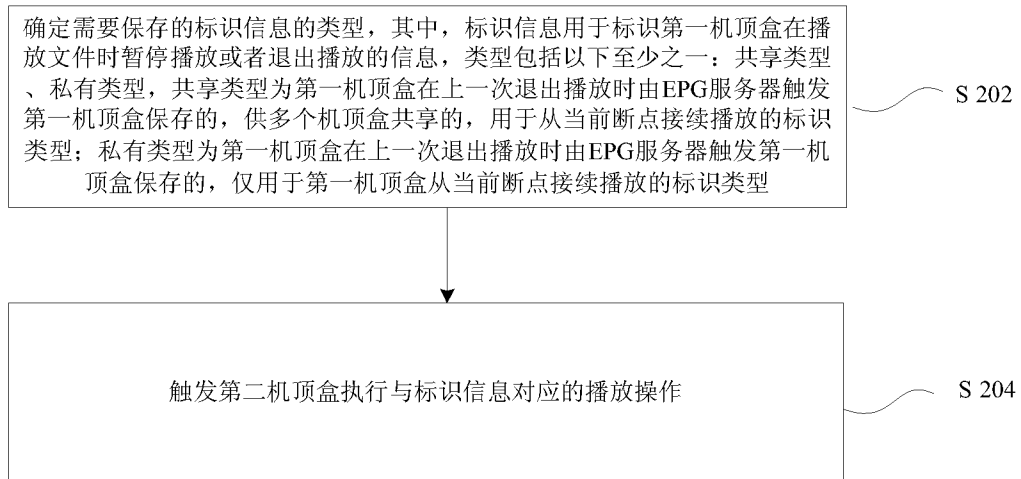 确定需要保存的标识信息的类型，其中，标识信息用于标识第一机顶盒在播
放文件时暂停播放或者退出播放的信息，类型包括以下至少之一：共享类型
、私有类型，共享类型为第一机顶盒在上一次退出播放时由EPG服务器触发
第一机顶盒保存的，供多个机顶盒共享的，用于从当前断点接续播放的标识
类型；私有类型为第一机顶盒在上一次退出播放时由EPG服务器触发第一机
顶盒保存的，仅用于第一机顶盒从当前断点接续播放的标识类型
S 202
触发第二机顶盒执行与标识信息对应的播放操作
S 204